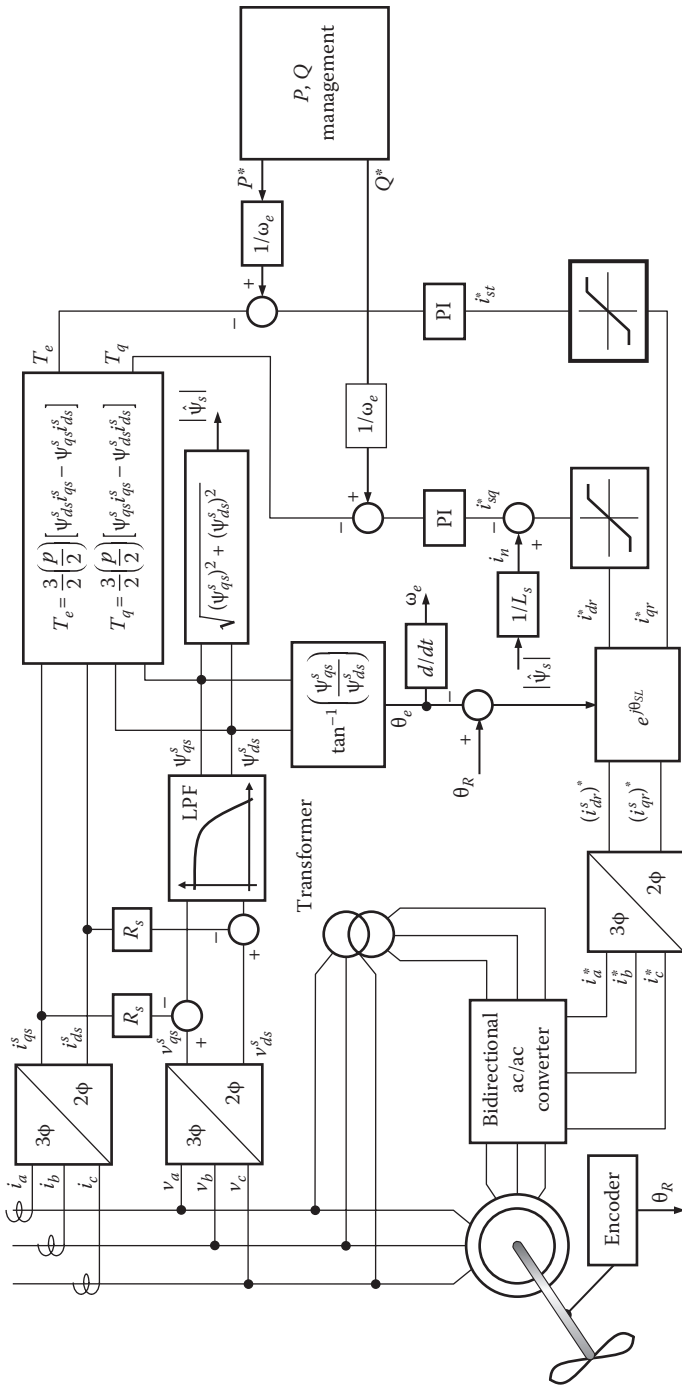 i_a
i_b
i_c
3ϕ
2ϕ
i^s_qs
i^s_ds
R_s
R_s
T_e = 3/2 (p/2) [ψ^s_ds i^s_qs − ψ^s_qs i^s_ds]
T_q = 3/2 (p/2) [ψ^s_qs i^s_qs − ψ^s_ds i^s_ds]
T_e
T_q
v_a
v_b
v_c
3ϕ
2ϕ
v^s_qs
v^s_ds
−
+
−
+
LPF
ψ^s_qs
ψ^s_ds
√(ψ^s_qs)^2 + (ψ^s_ds)^2
|ψ̂_s|
P, Q
management
P*
Q*
1/ω_e
+
−
1/ω_e
+
−
Transformer
tan^−1 (ψ^s_qs / ψ^s_ds)
θ_e
d/dt
ω_e
−
+
θ_R
PI
i*_st
PI
i*_sq
−
+
i_n
1/L_s
|ψ̂_s|
Bidirectional
ac/ac
converter
i*_a
i*_b
i*_c
3ϕ
2ϕ
(i^s_dr)*
(i^s_qr)*
e^jθ_SL
i*_dr
i*_qr
Encoder
θ_R